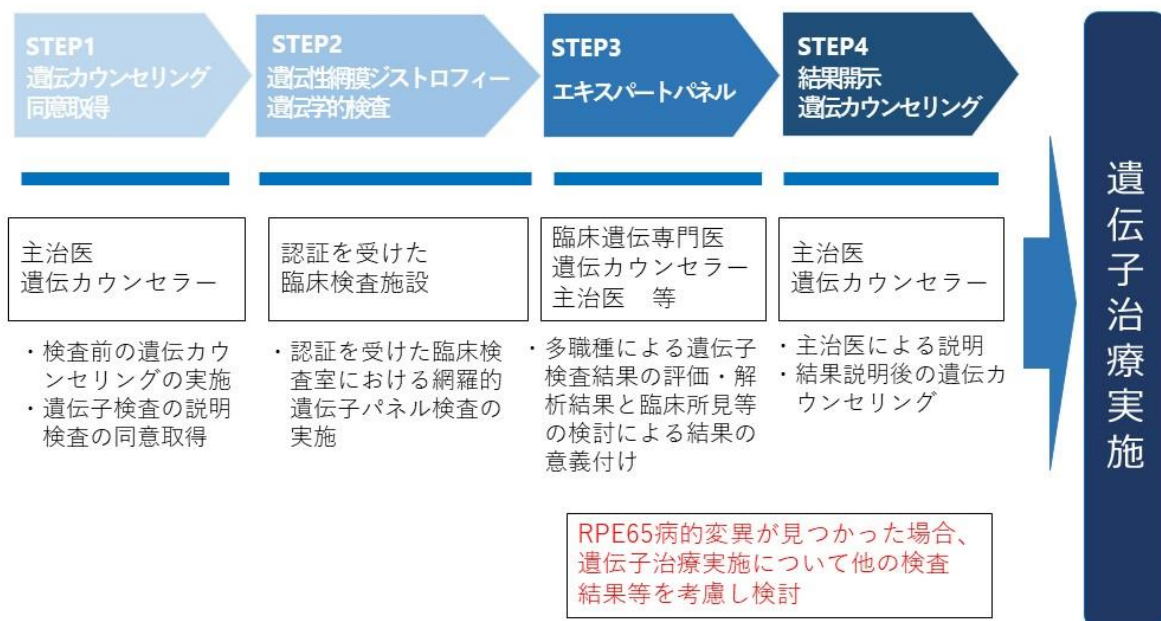 STEP1
遺伝カウンセリング
同意取得
STEP2
遺伝性網膜ジストロフィー
遺伝学的検査
STEP3
エキスパートパネル
STEP4
結果開示
遺伝カウンセリング
主治医
遺伝カウンセラー
認証を受けた
臨床検査施設
臨床遺伝専門医
遺伝カウンセラー
主治医　等
主治医
遺伝カウンセラー
・検査前の遺伝カウ
ンセリングの実施
・遺伝子検査の説明
検査の同意取得
・認証を受けた臨床検
査室における網羅的
遺伝子パネル検査の
実施
・多職種による遺伝子
検査結果の評価・解
析結果と臨床所見等
の検討による結果の
意義付け
・主治医による説明
・結果説明後の遺伝カ
ウンセリング
RPE65病的変異が見つかった場合、
遺伝子治療実施について他の検査
結果等を考慮し検討
遺伝子治療実施